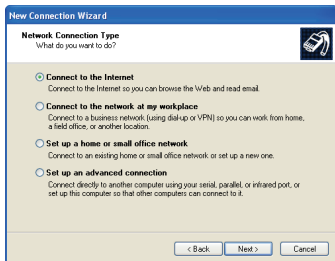 New Connection Wizard
Network Connection Type
What do you want to do?
Connect to the Internet
Connect to the Internet so you can browse the Web and read email.
Connect to the network at my workplace
Connect to a business network (using dial-up or VPN) so you can work from home,
a field office, or another location.
Set up a home or small office network
Connect to an existing home or small office network or set up a new one.
Set up an advanced connection
Connect directly to another computer using your serial, parallel, or infrared port, or
set up this computer so that other computers can connect to it.
< Back Next > Cancel